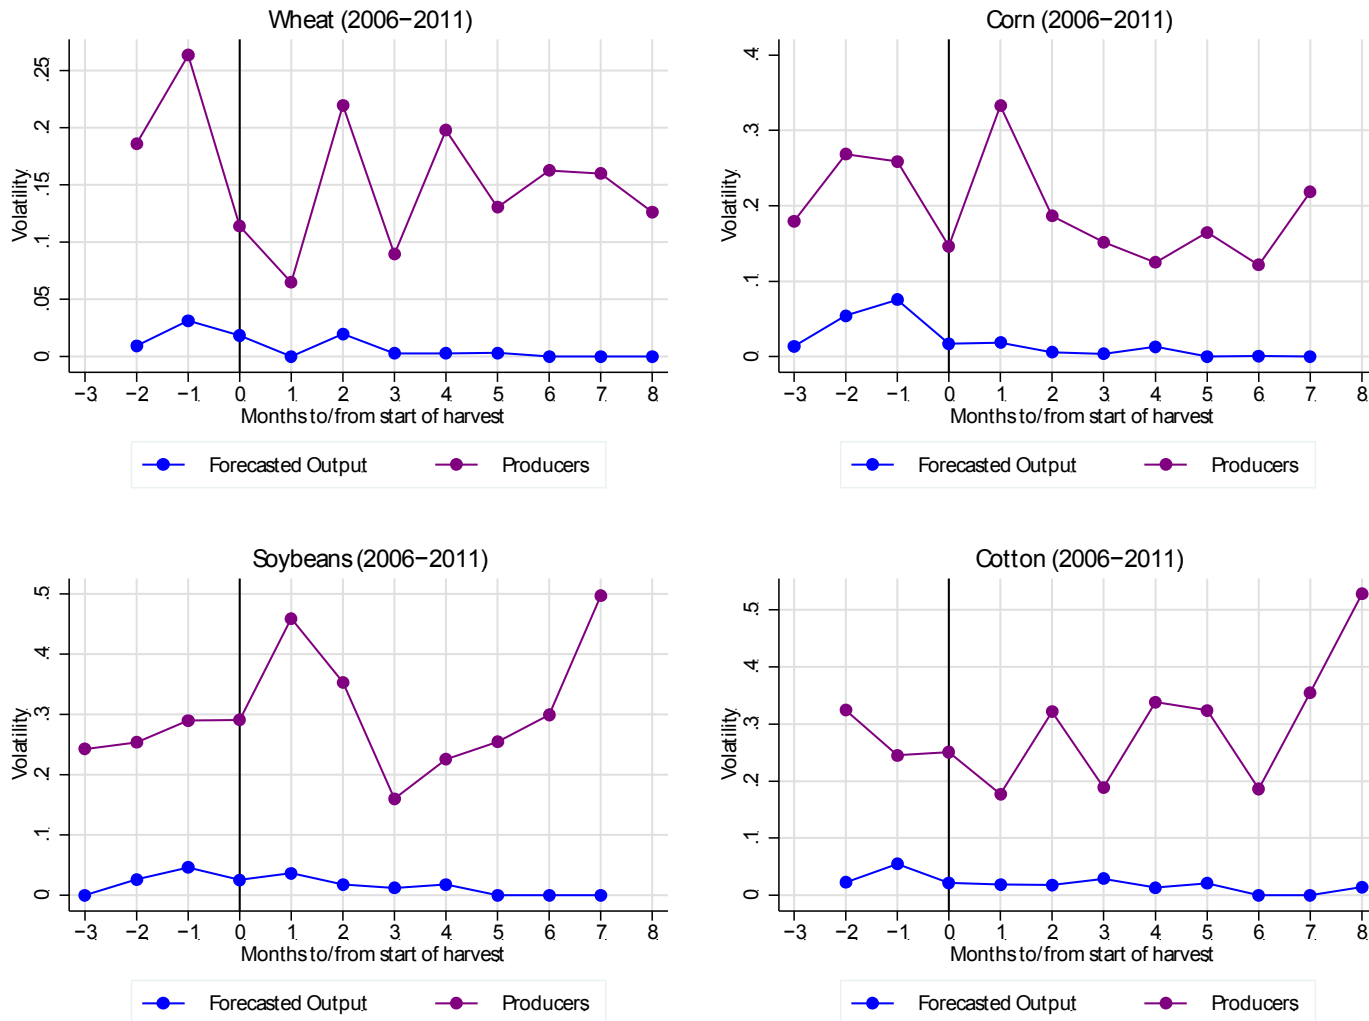 Wheat (2006−2011)
Volatility
.25
.2
.15
.1
.05
0
−3 −2 −1 0 1 2 3 4 5 6 7 8
Months to/from start of harvest
Forecasted Output Producers
Corn (2006−2011)
Volatility
.4
.3
.2
.1
0
−3 −2 −1 0 1 2 3 4 5 6 7 8
Months to/from start of harvest
Forecasted Output Producers
Soybeans (2006−2011)
Volatility
.5
.4
.3
.2
.1
0
−3 −2 −1 0 1 2 3 4 5 6 7 8
Months to/from start of harvest
Forecasted Output Producers
Cotton (2006−2011)
Volatility
.5
.4
.3
.2
.1
0
−3 −2 −1 0 1 2 3 4 5 6 7 8
Months to/from start of harvest
Forecasted Output Producers